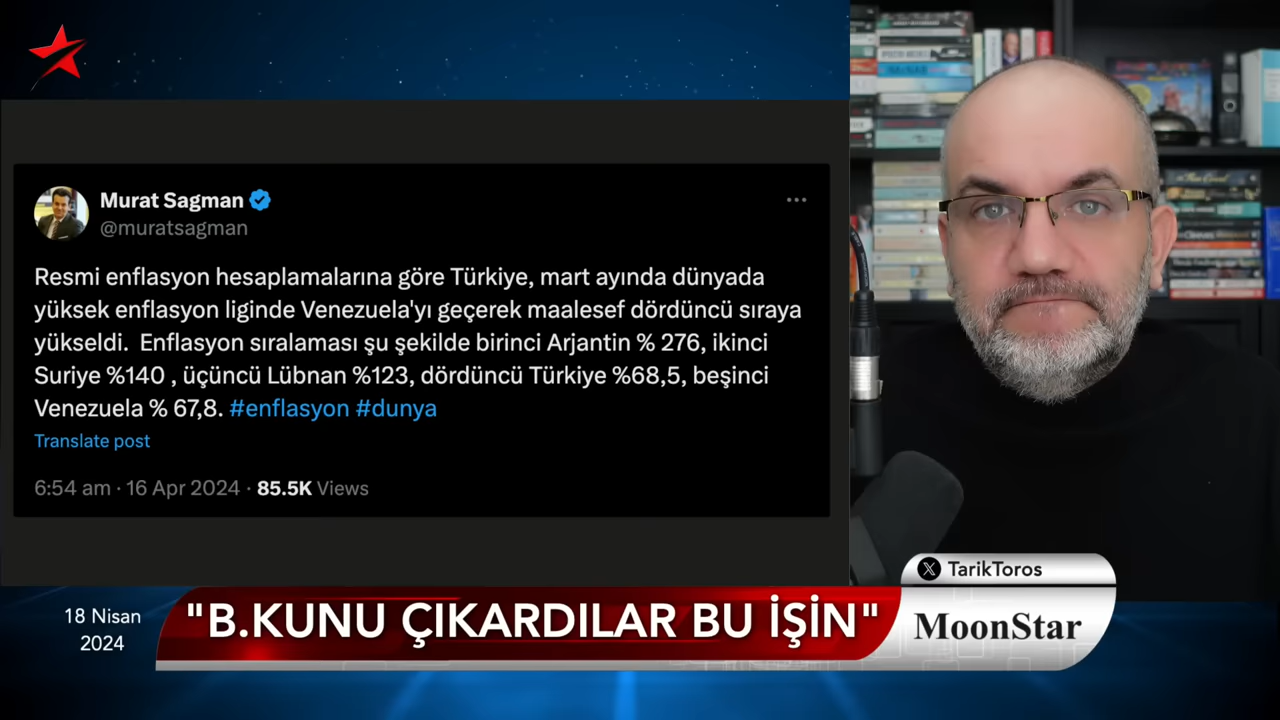 Murat Sagman
@muratsagman
Resmi enflasyon hesaplamalarına göre Türkiye, mart ayında dünyada
yüksek enflasyon liginde Venezuela'yı geçerek maalesef dördüncü sıraya
yükseldi.  Enflasyon sıralaması şu şekilde birinci Arjantin % 276, ikinci
Suriye %140 , üçüncü Lübnan %123, dördüncü Türkiye %68,5, beşinci
Venezuela % 67,8. #enflasyon #dunya
Translate post
6:54 am · 16 Apr 2024 · 85.5K Views
TarikToros
18 Nisan
2024
"B.KUNU ÇIKARDILAR BU İŞİN"
MoonStar